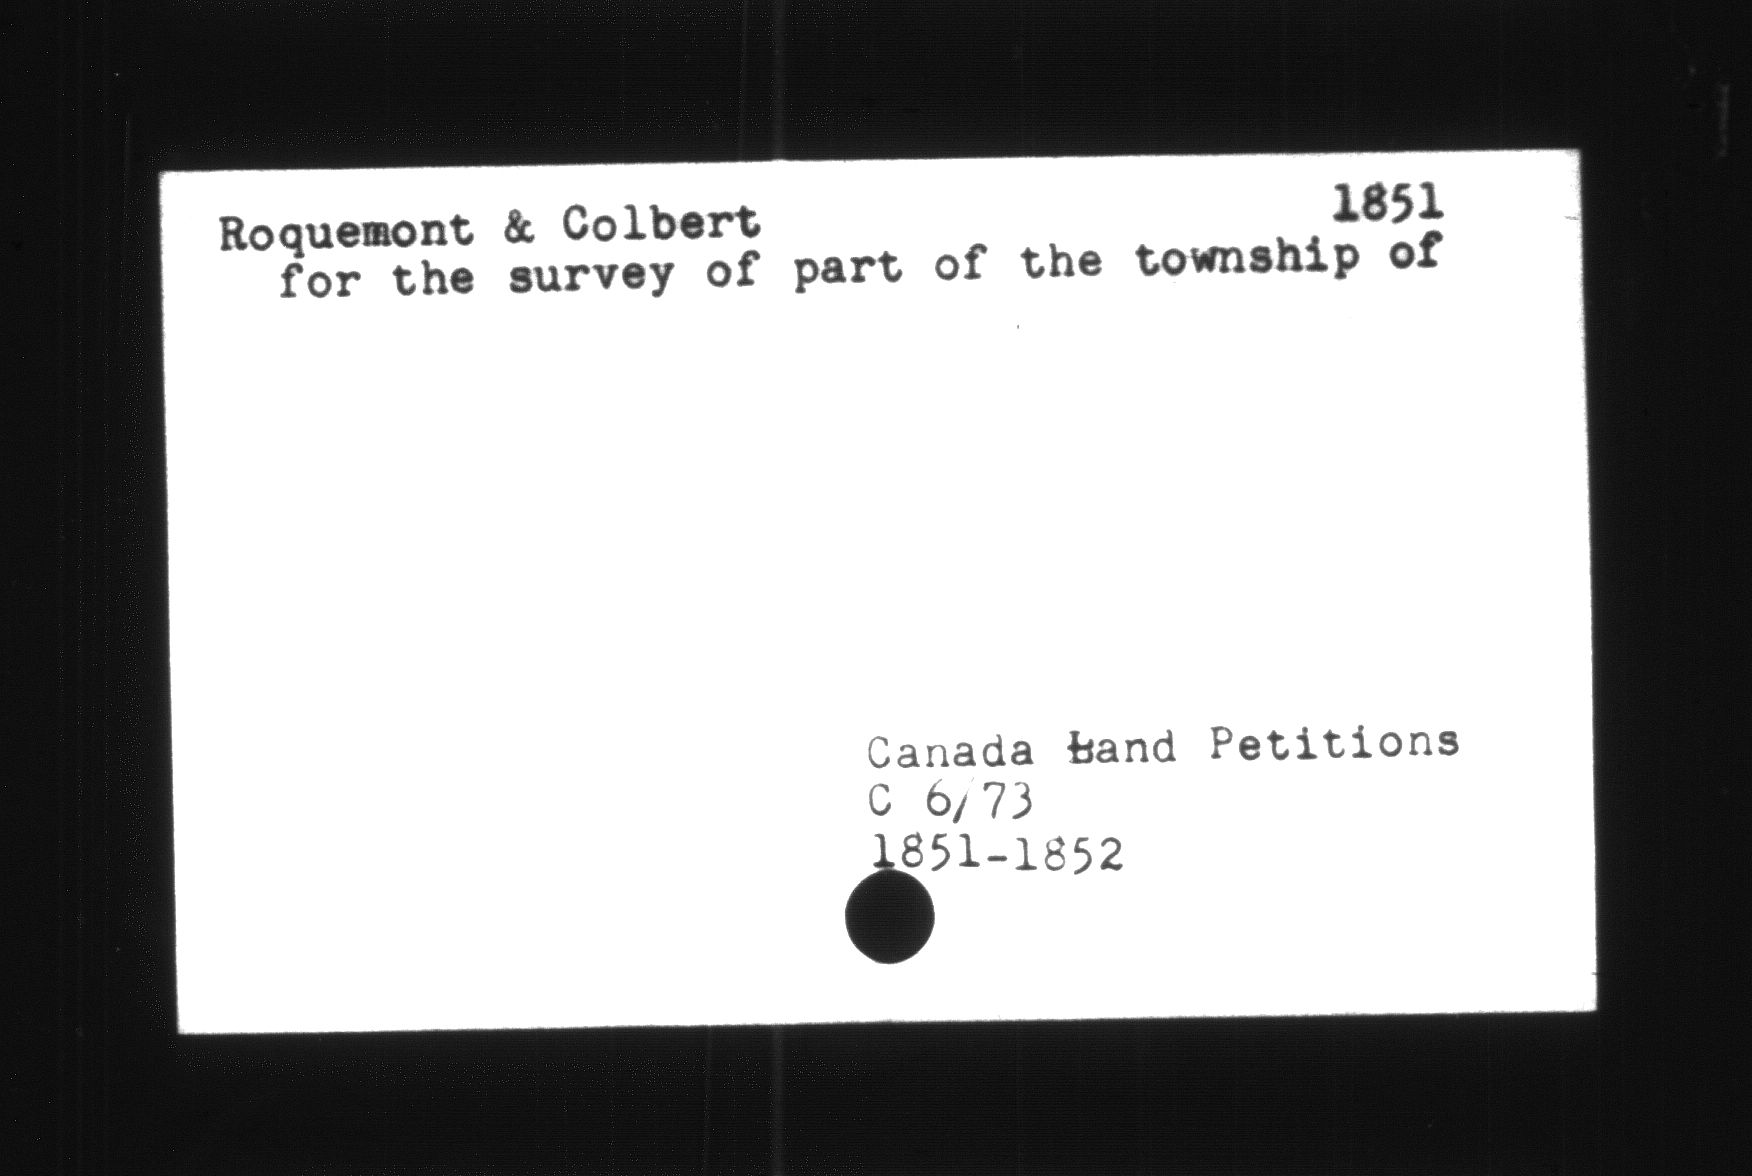 Roquemont & Colbert 1851
for the survey of part of the township of
Canada Land Petitions
C 6/73
1851-1852